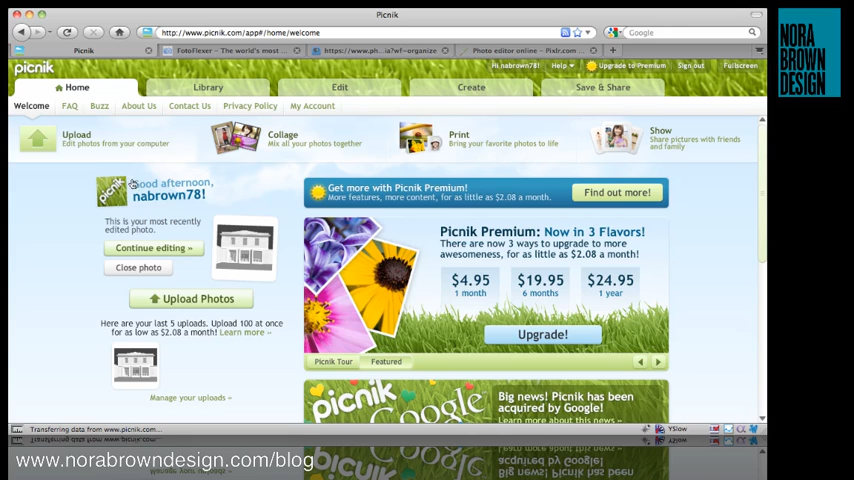 Picnik
http://www.picnik.com/app#/home/welcome
Google
Picnik
FotoFlexer - The world's most ...
https://www.ph...ia?wf=organize
Photo editor online - Pixlr.com ...
picnik
Hi nabrown78!
Help
Upgrade to Premium
Sign out
Fullscreen
Home
Library
Edit
Create
Save & Share
Welcome
FAQ
Buzz
About Us
Contact Us
Privacy Policy
My Account
Upload
Edit photos from your computer
Collage
Mix all your photos together
Print
Bring your favorite photos to life
Show
Share pictures with friends
and family
picnik
Good afternoon,
nabrown78!
This is your most recently
edited photo.
Continue editing »
Close photo
Upload Photos
Here are your last 5 uploads. Upload 100 at once
for as low as $2.08 a month! Learn more »
Manage your uploads »
Get more with Picnik Premium!
More features, more content, for as little as $2.08 a month.
Find out more!
Picnik Premium: Now in 3 Flavors!
There are now 3 ways to upgrade to more
awesomeness, for as little as $2.08 a month!
$4.95
1 month
$19.95
6 months
$24.95
1 year
Upgrade!
Picnik Tour
Featured
picnik
Google
Big news! Picnik has been
acquired by Google!
Learn more about this news »
Transferring data from www.picnik.com...
YSlow
www.norabrowndesign.com/blog
NORA
BROWN
DESIGN